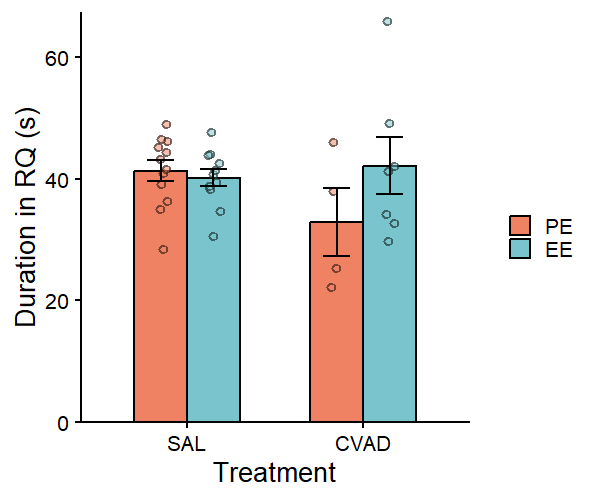 Duration in RQ (s)
60
40
20
0
SAL
CVAD
Treatment
PE
EE